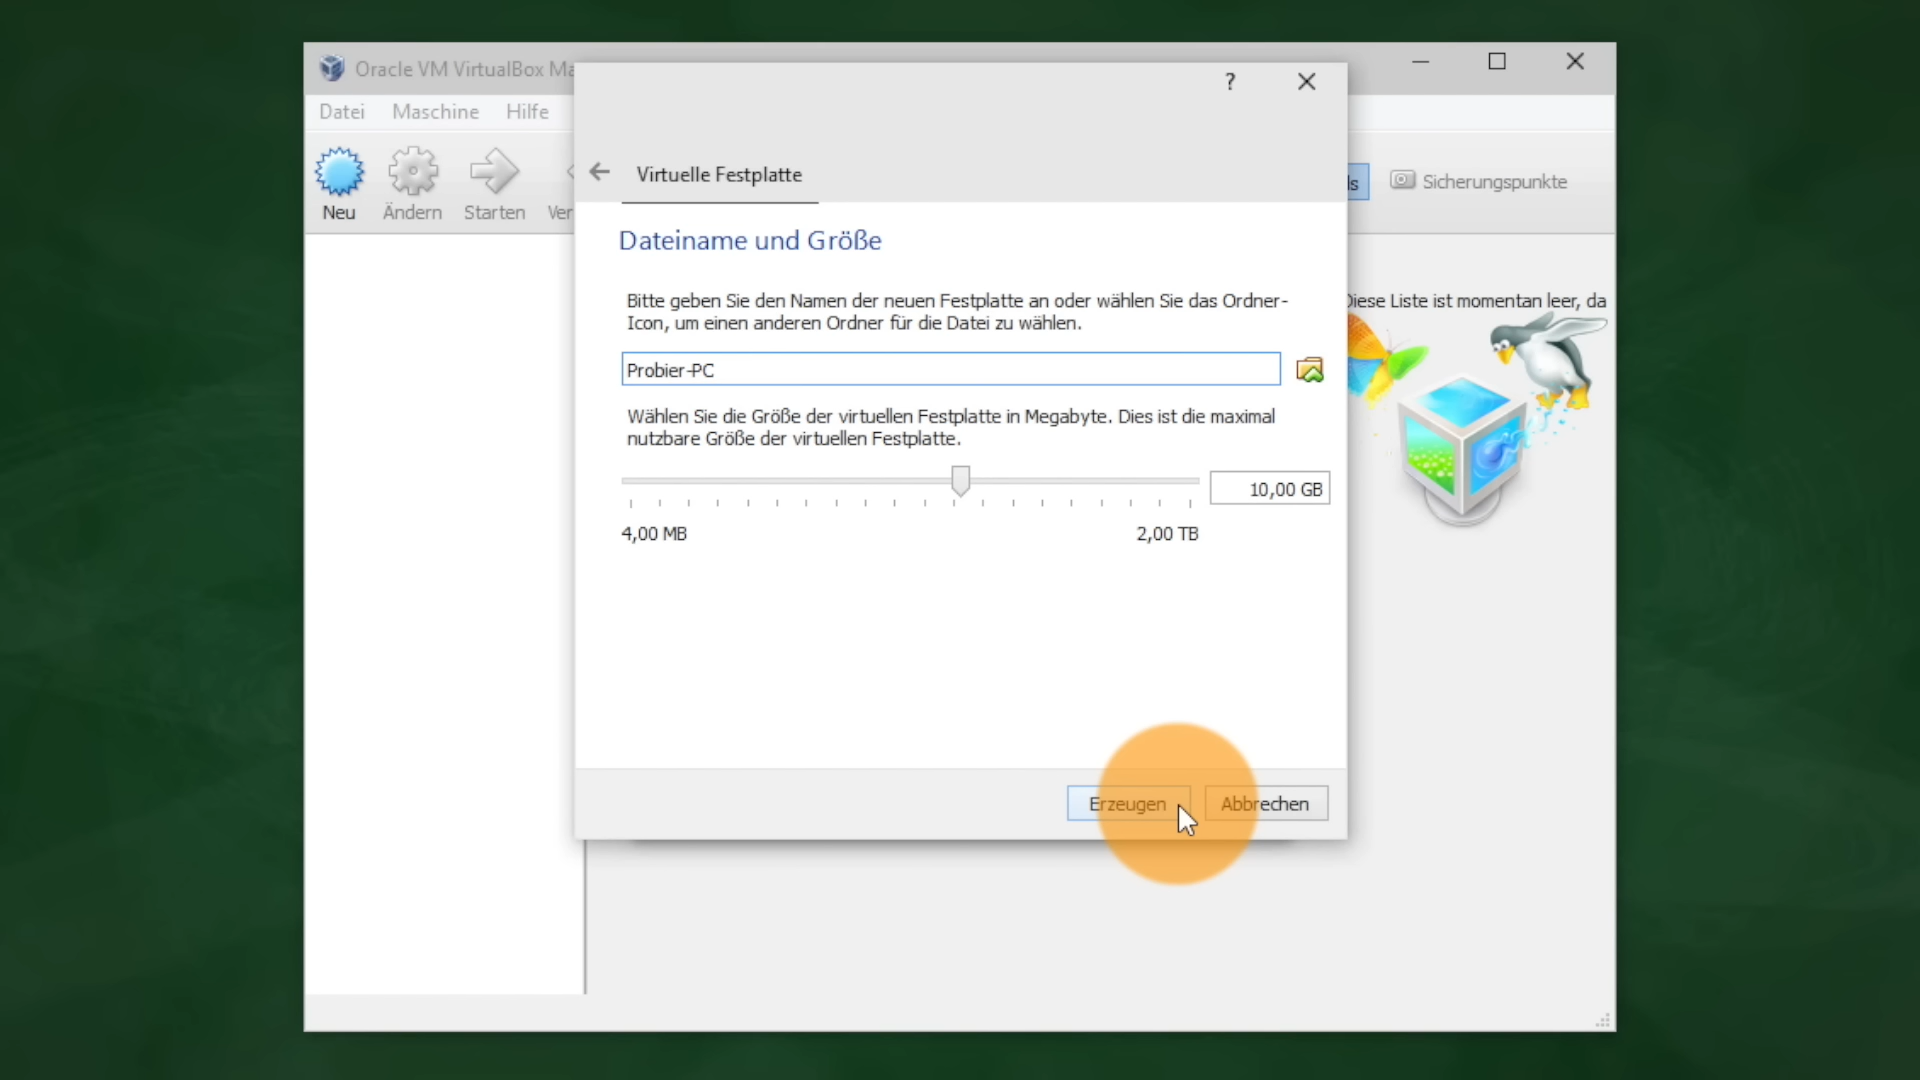 Oracle VM VirtualBox Ma
? 
Datei Maschine Hilfe
Virtuelle Festplatte
Sicherungspunkte
Neu Ändern Starten Ver
Dateiname und Größe
Bitte geben Sie den Namen der neuen Festplatte an oder wählen Sie das Ordner-
Icon, um einen anderen Ordner für die Datei zu wählen.
Diese Liste ist momentan leer, da
Probier-PC
Wählen Sie die Größe der virtuellen Festplatte in Megabyte. Dies ist die maximal
nutzbare Größe der virtuellen Festplatte.
10,00 GB
4,00 MB 2,00 TB
Erzeugen Abbrechen